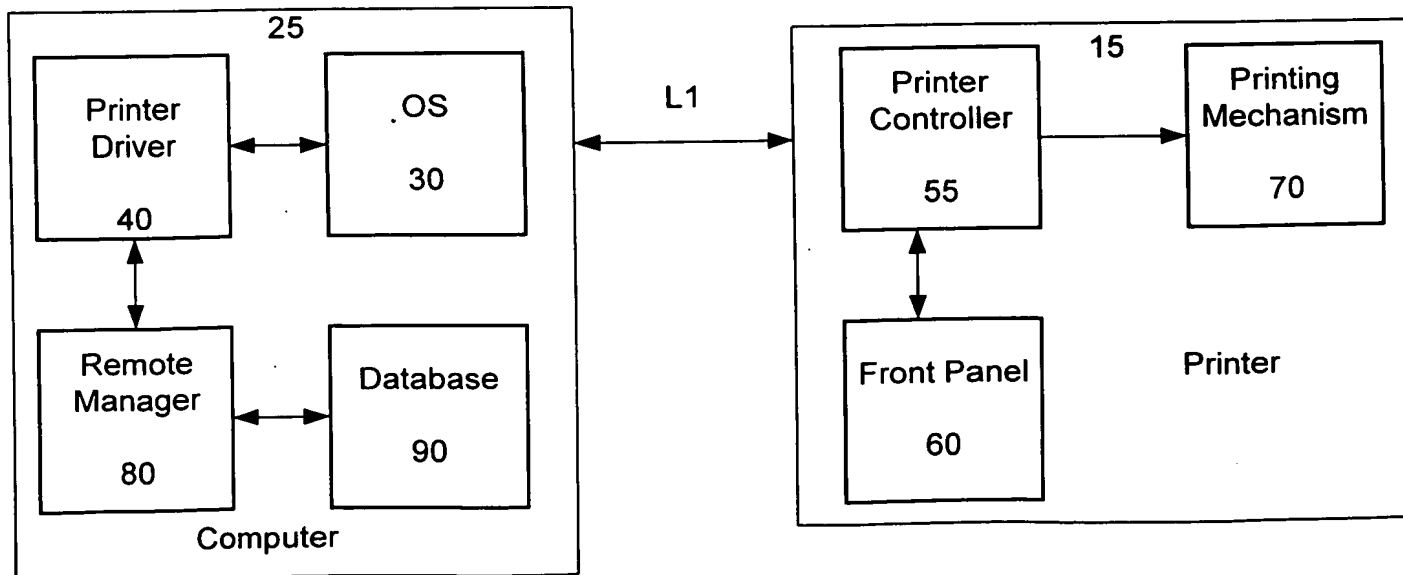 25
Printer
Driver
40
OS
30
Remote
Manager
80
Database
90
Computer
L1
15
Printer
Controller
55
Printing
Mechanism
70
Front Panel
60
Printer